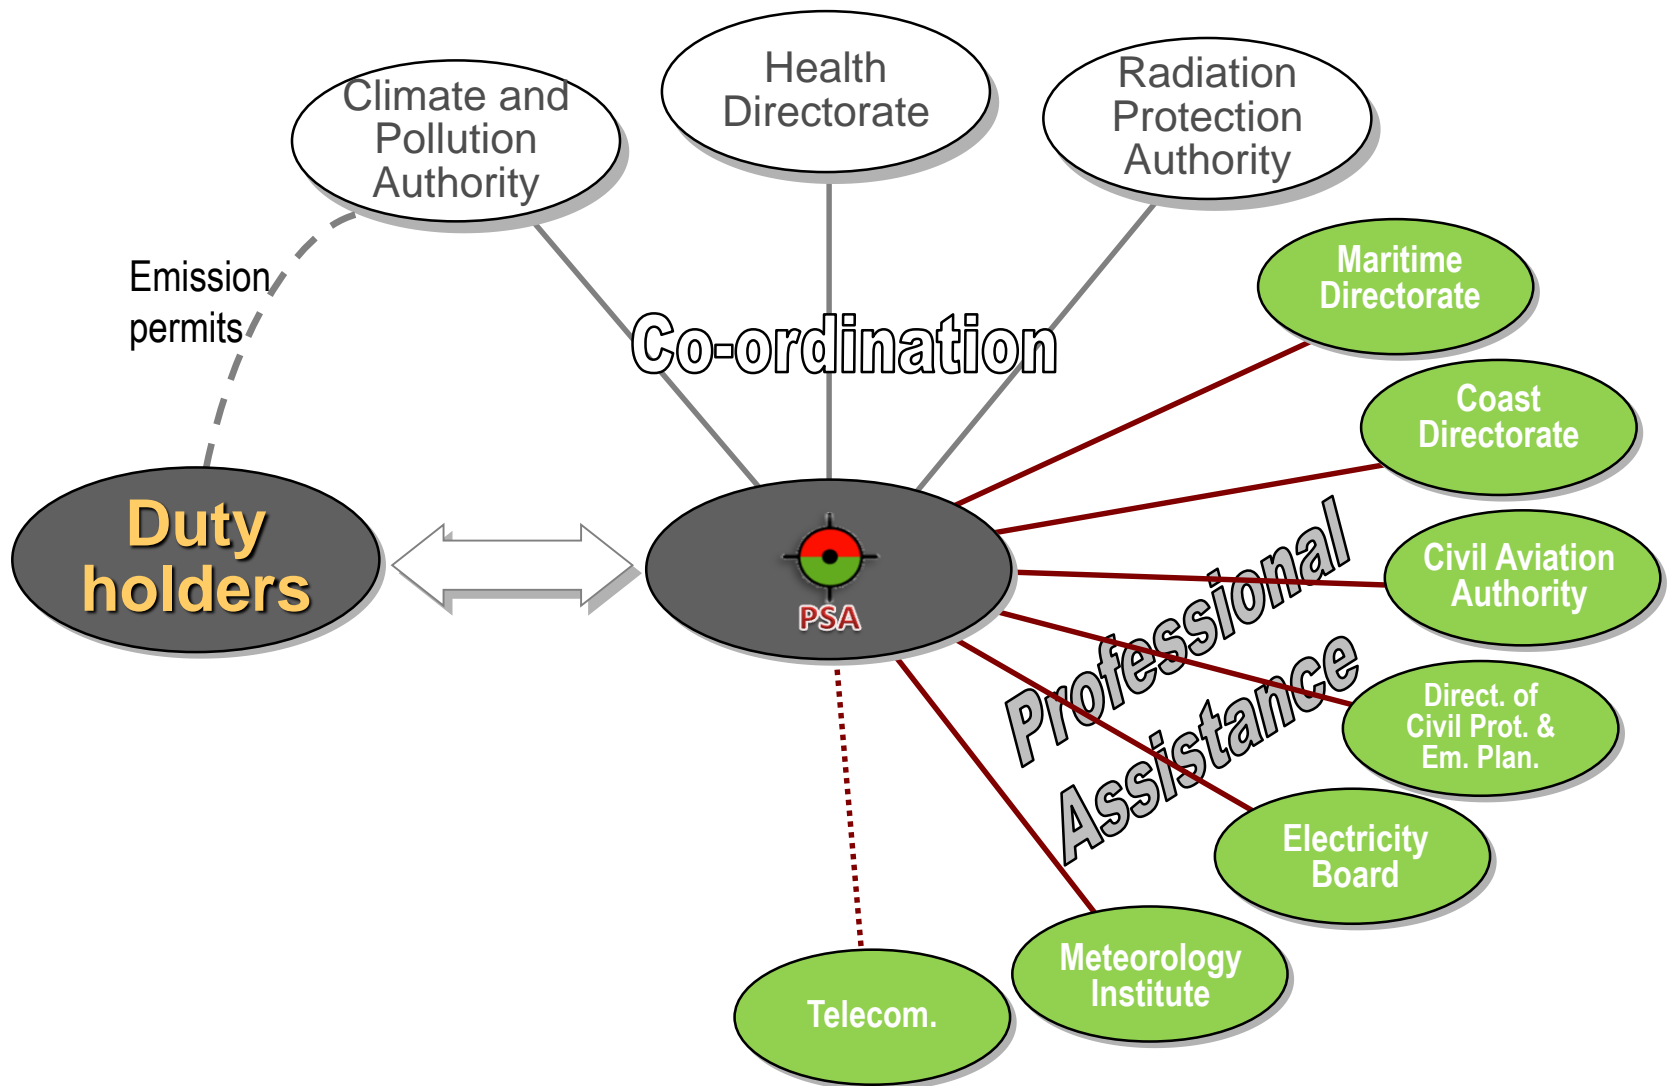 Climate and
Pollution
Authority
Health
Directorate
Radiation
Protection
Authority
Emission
permits
Co-ordination
Maritime
Directorate
Coast
Directorate
Duty
holders
PSA
Civil Aviation
Authority
Professional
Assistance
Direct. of
Civil Prot. &
Em. Plan.
Electricity
Board
Meteorology
Institute
Telecom.